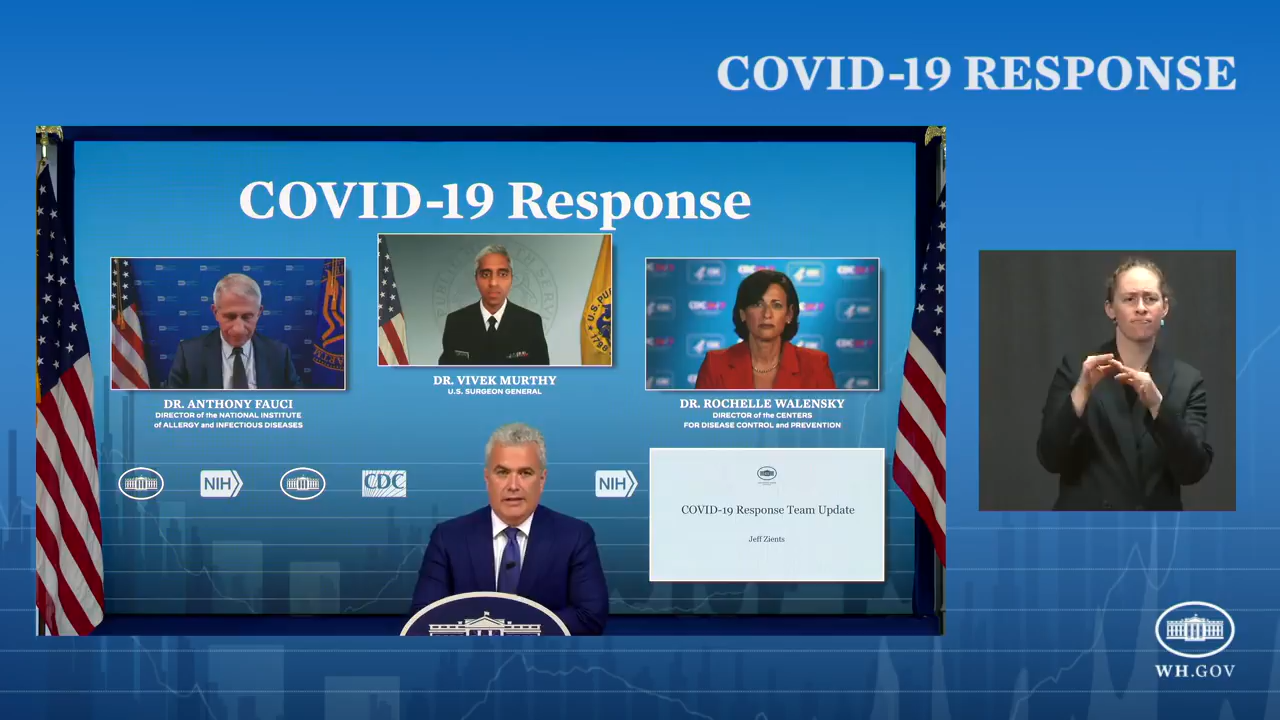 COVID-19 RESPONSE
COVID-19 Response
DR. VIVEK MURTHY
U.S. SURGEON GENERAL
DR. ANTHONY FAUCI
DIRECTOR of the NATIONAL INSTITUTE
of ALLERGY and INFECTIOUS DISEASES
DR. ROCHELLE WALENSKY
DIRECTOR of the CENTERS
FOR DISEASE CONTROL and PREVENTION
NIH
CDC
NIH
COVID-19 Response Team Update
Jeff Zients
WH.GOV